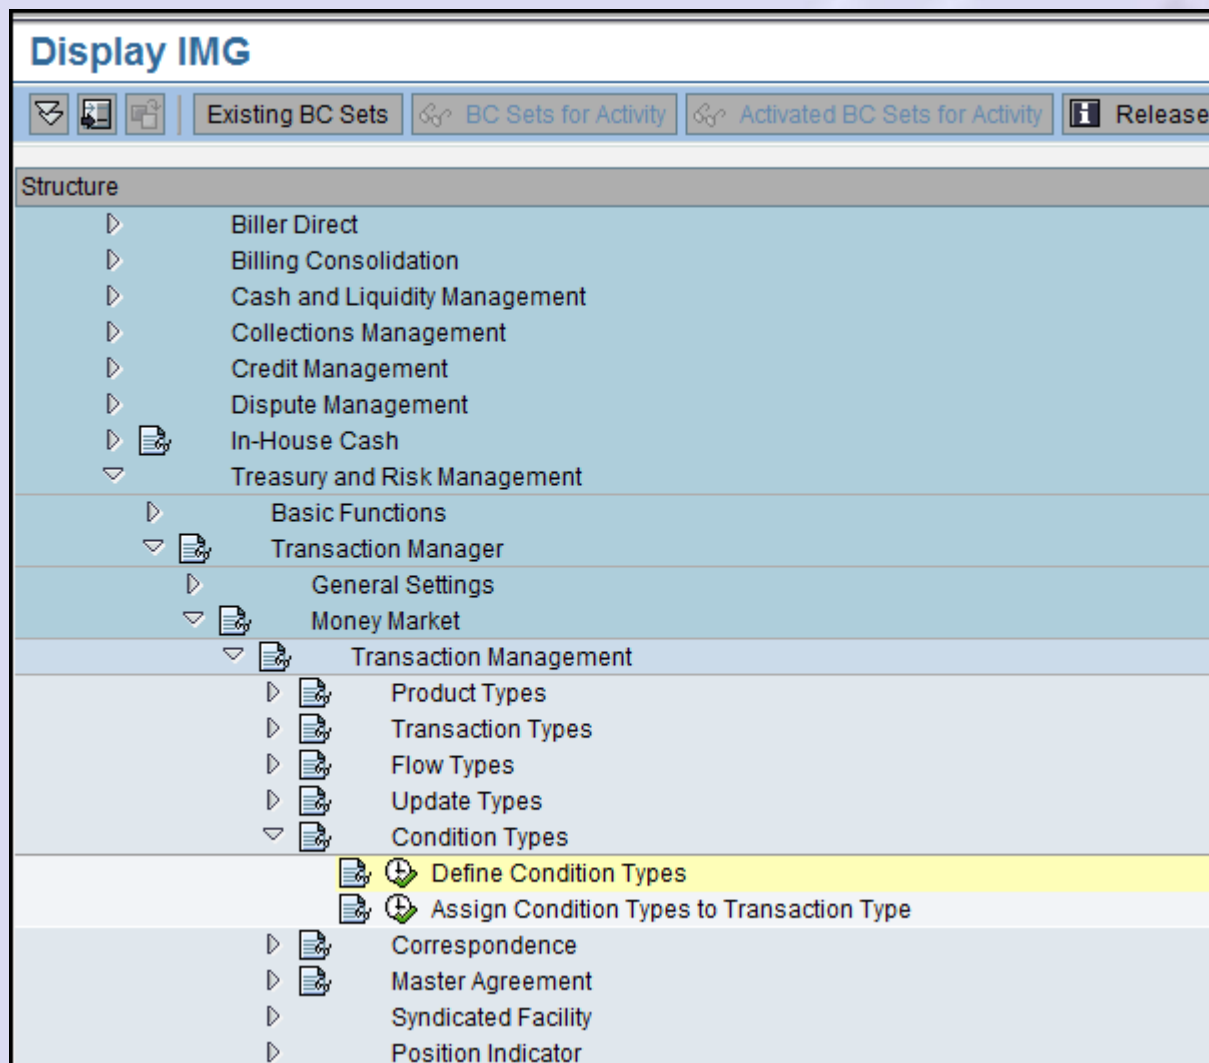 Display IMG
Existing BC Sets BC Sets for Activity Activated BC Sets for Activity Release
Structure
Biller Direct
Billing Consolidation
Cash and Liquidity Management
Collections Management
Credit Management
Dispute Management
In-House Cash
Treasury and Risk Management
Basic Functions
Transaction Manager
General Settings
Money Market
Transaction Management
Product Types
Transaction Types
Flow Types
Update Types
Condition Types
Define Condition Types
Assign Condition Types to Transaction Type
Correspondence
Master Agreement
Syndicated Facility
Position Indicator